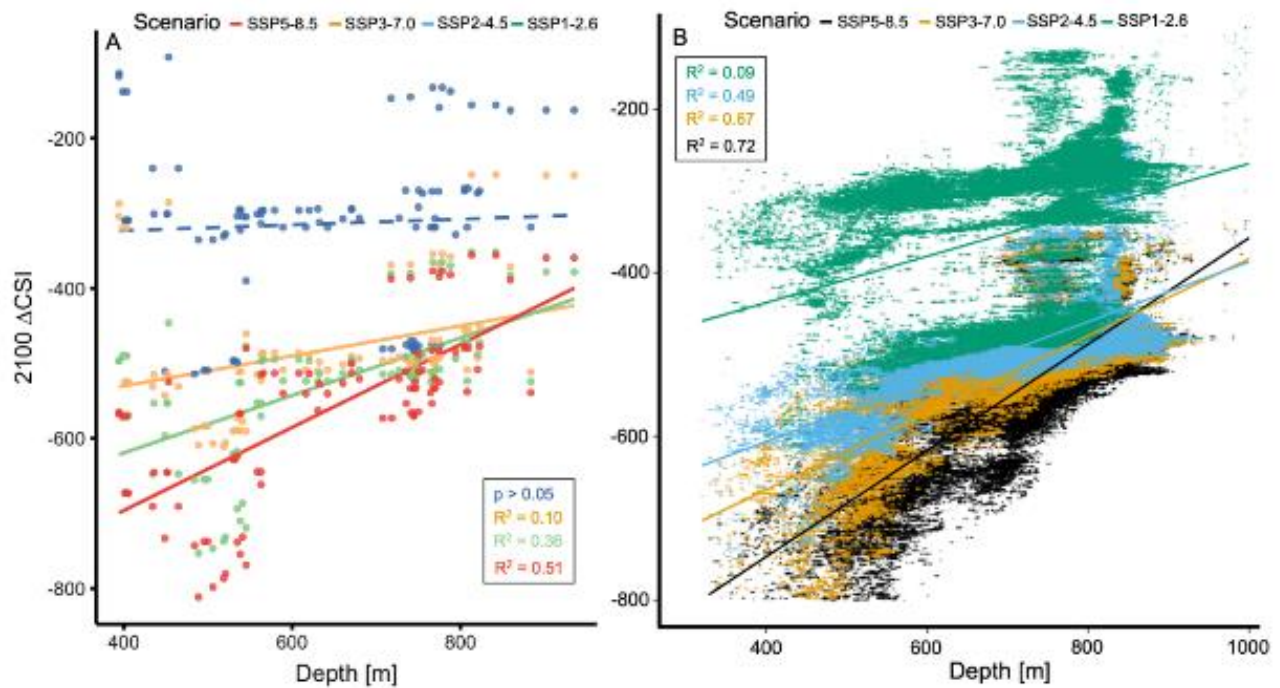 Scenario SSP5-8.5 SSP3-7.0 SSP2-4.5 SSP1-2.6
A
-200
-400
-600
-800
2100 ΔCSI
400 600 800
Depth [m]
p > 0.05
R² = 0.10
R² = 0.36
R² = 0.51
Scenario SSP5-8.5 SSP3-7.0 SSP2-4.5 SSP1-2.6
B
R² = 0.09
R² = 0.49
R² = 0.67
R² = 0.72
-200
-400
-600
-800
400 600 800 1000
Depth [m]